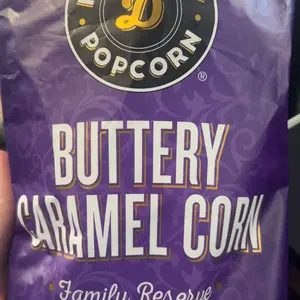 D
POPCORN
®
BUTTERY
CARAMEL CORN
Family Reserve